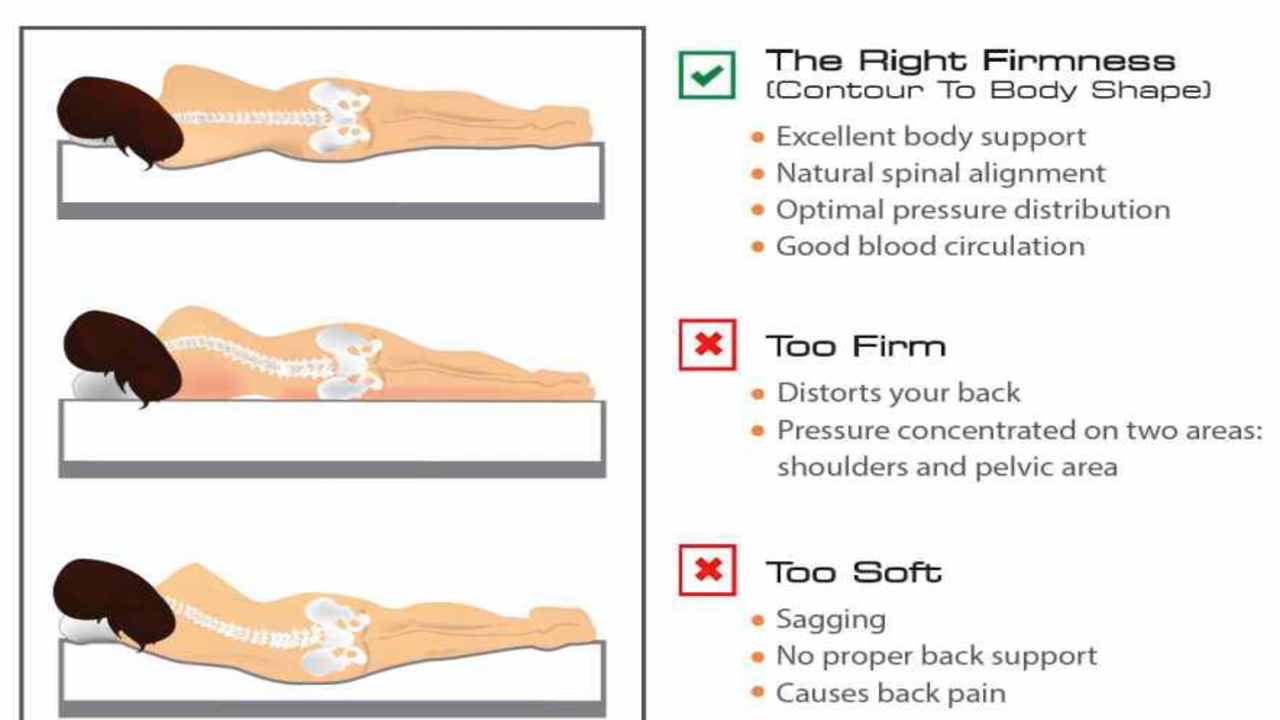 The Right Firmness
(Contour To Body Shape)
• Excellent body support
• Natural spinal alignment
• Optimal pressure distribution
• Good blood circulation
Too Firm
• Distorts your back
• Pressure concentrated on two areas:
shoulders and pelvic area
Too Soft
• Sagging
• No proper back support
• Causes back pain